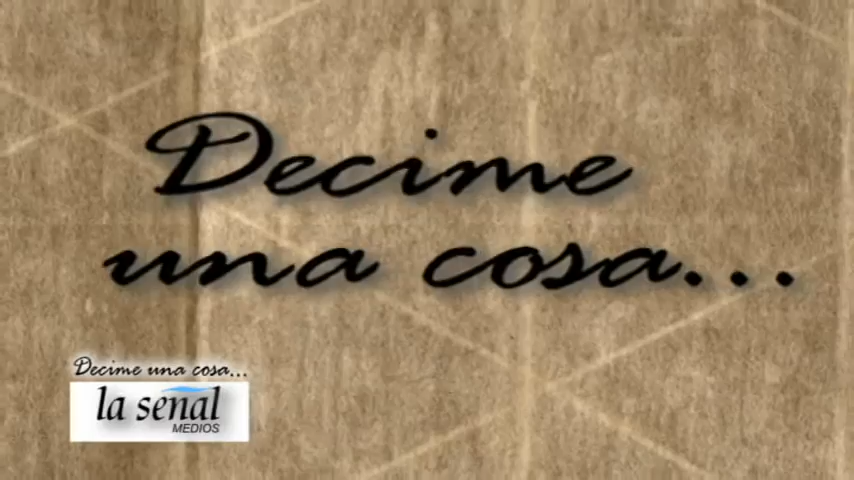 Decime
una cosa...
Decime una cosa...
la señal
MEDIOS